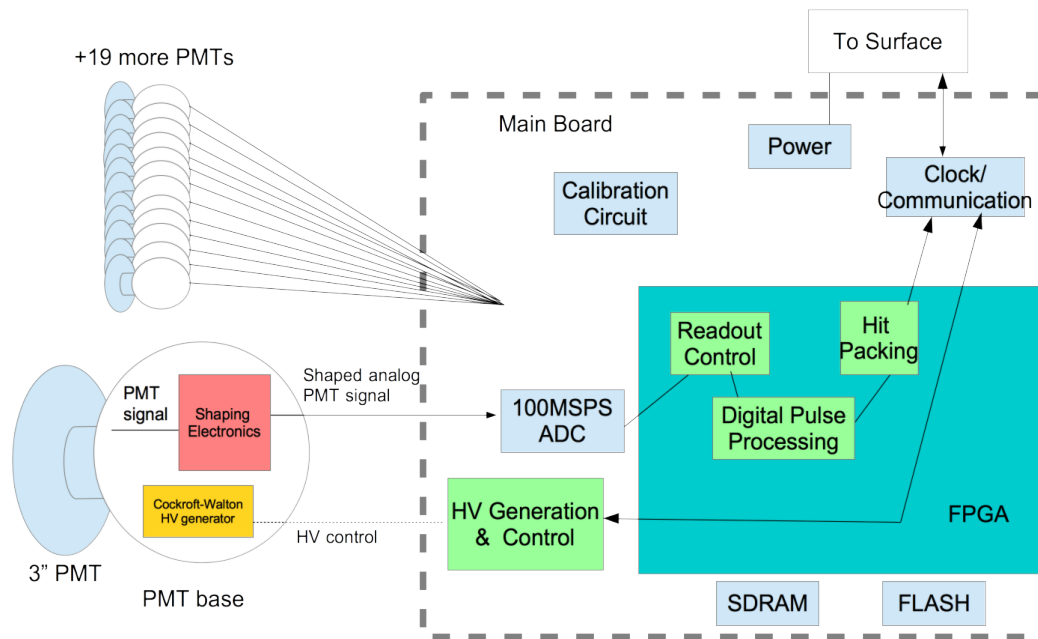 To Surface
+19 more PMTs
Main Board
Power
Calibration
Circuit
Clock/
Communication
Readout
Control
Hit
Packing
Shaped analog
PMT signal
PMT
signal
Shaping
Electronics
100MSPS
ADC
Digital Pulse
Processing
Cockroft-Walton
HV generator
HV control
HV Generation
& Control
FPGA
3” PMT
PMT base
SDRAM
FLASH